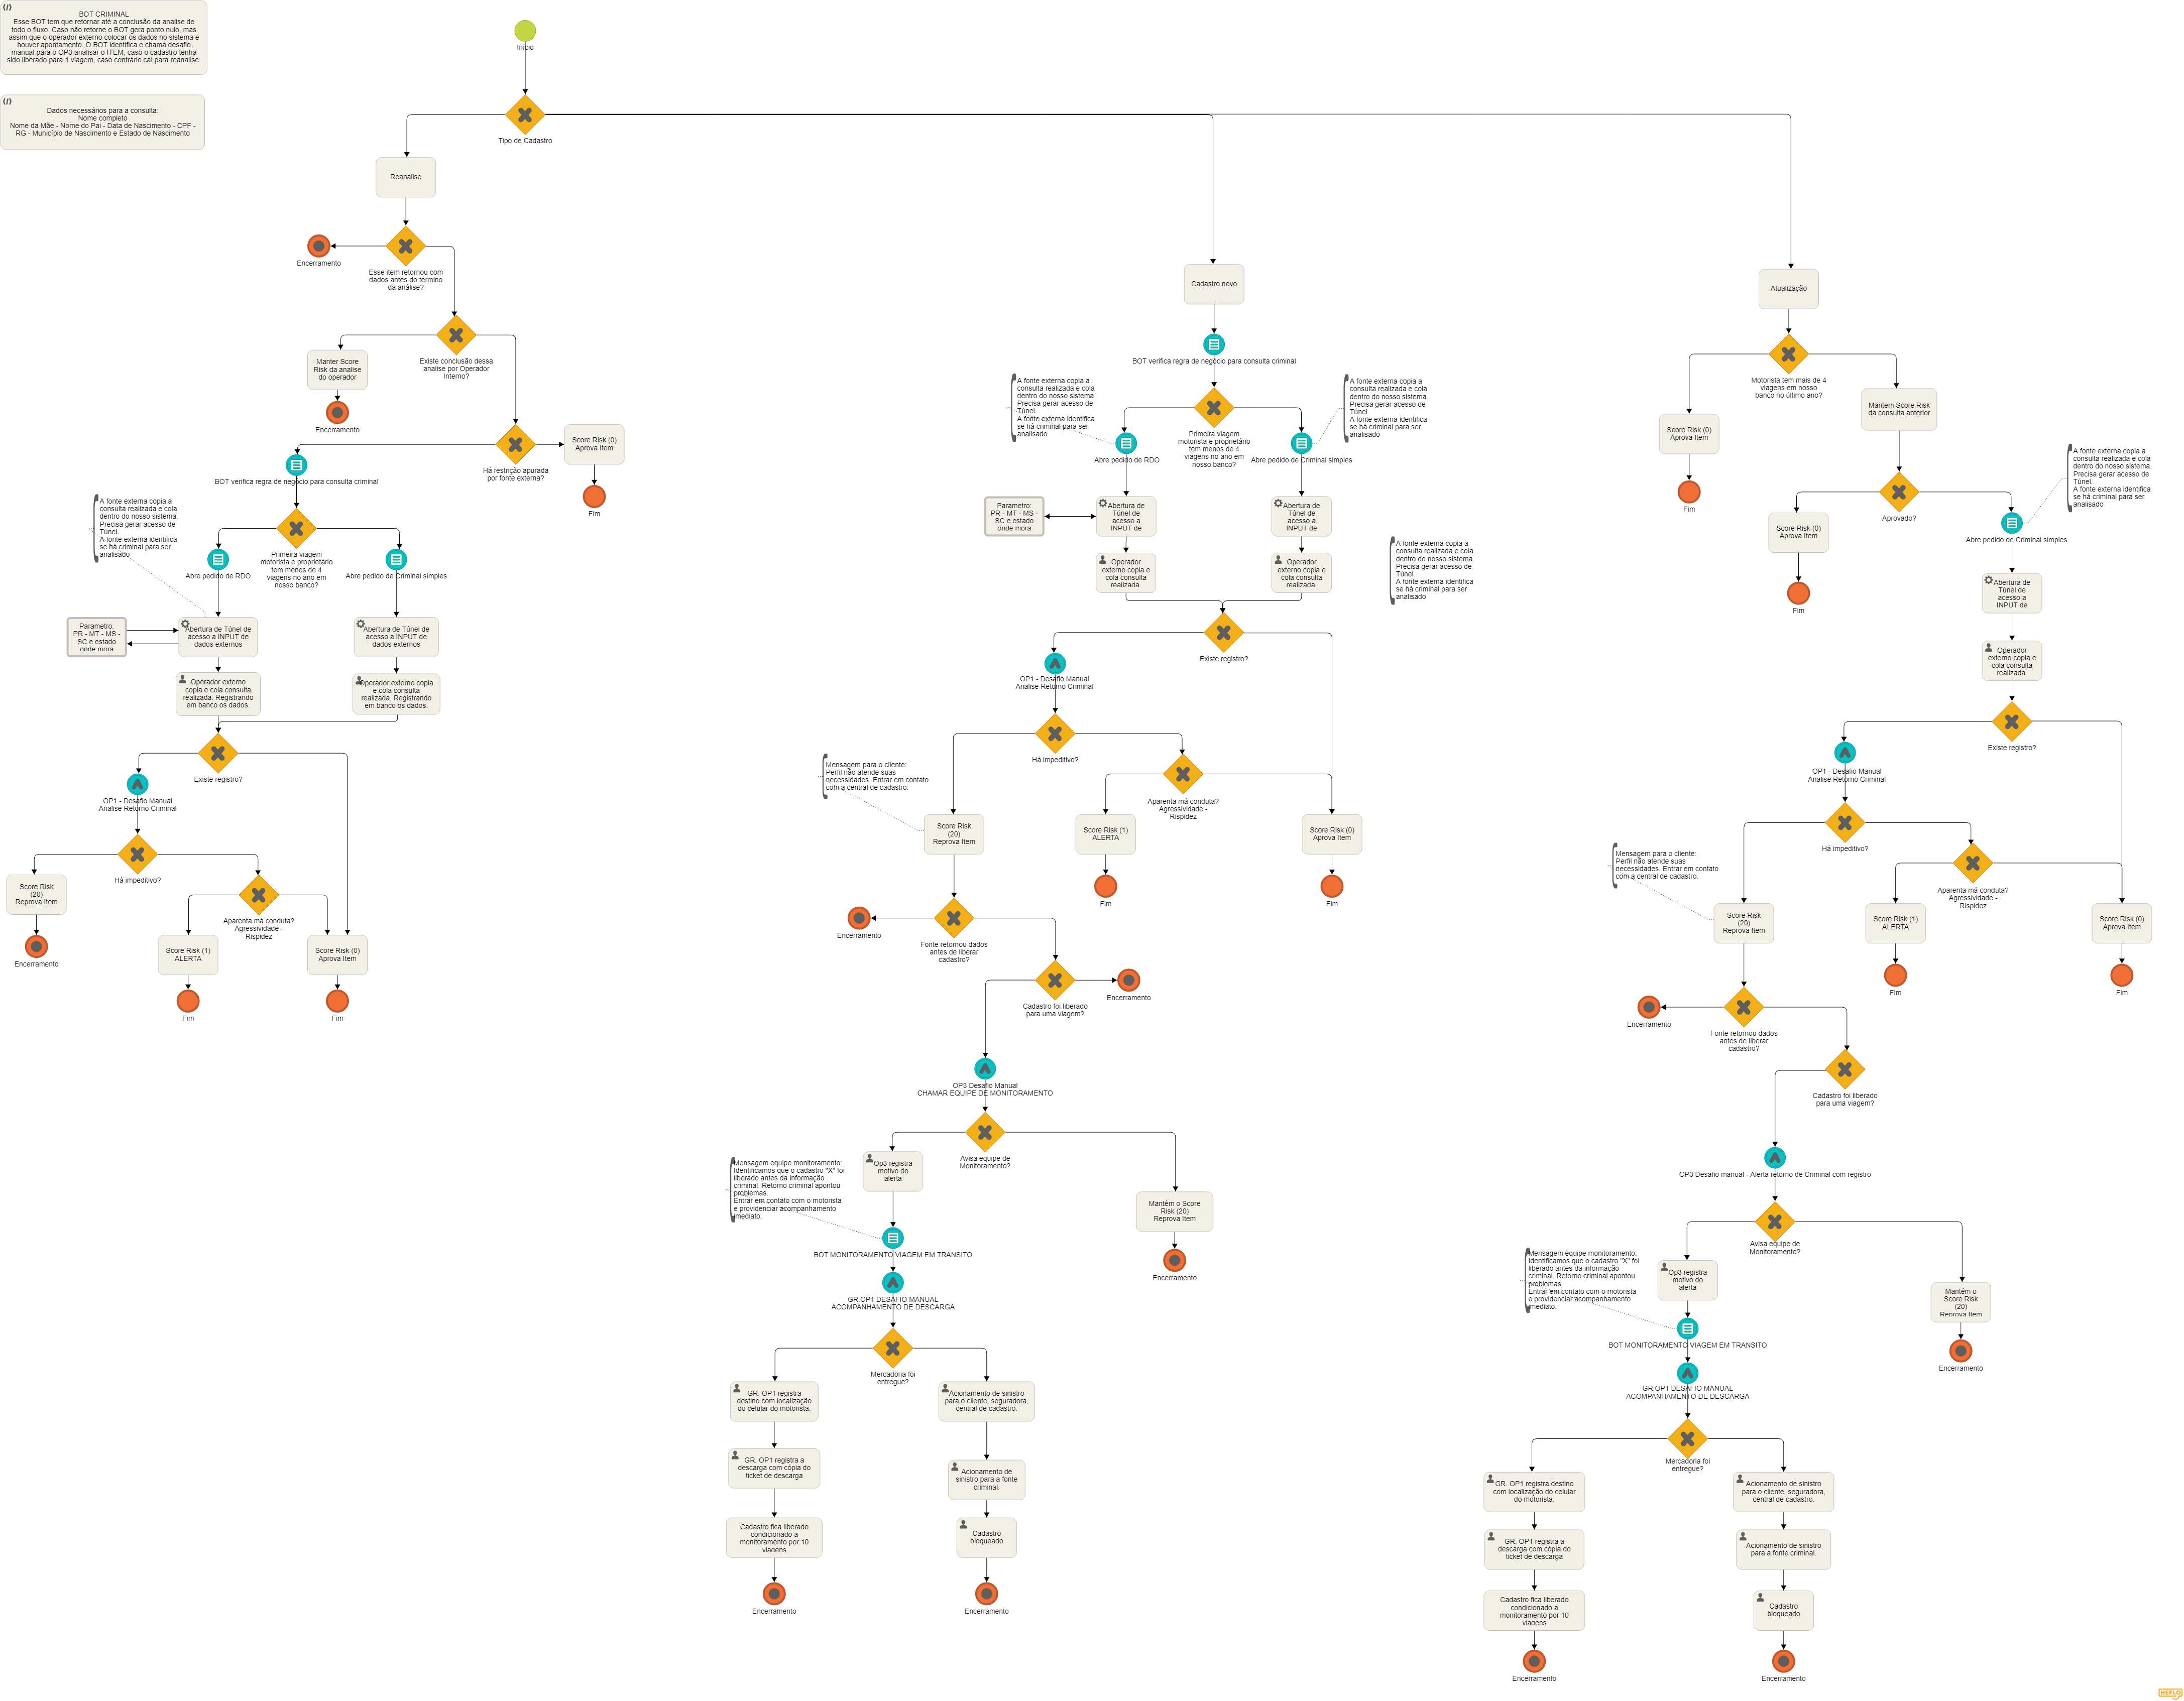 BOT CRIMINAL
Esse BOT tem que retornar até a conclusão da analise de
todo o fluxo. Caso não retorne o BOT gera ponto nulo, mas
assim que o operador externo colocar os dados no sistema e
houver apontamento. O BOT identifica e chama desafio
manual para o OP3 analisar o ITEM, caso o cadastro tenha
sido liberado para 1 viagem, caso contrário cai para reanalise.
Dados necessários para a consulta:
Nome completo
Nome da Mãe - Nome do Pai - Data de Nascimento - CPF -
RG - Município de Nascimento e Estado de Nascimento
Início
Tipo de Cadastro
Reanalise
Encerramento
Esse item retornou com
dados antes do término
da análise?
Manter Score
Risk da analise
do operador
Encerramento
Existe conclusão dessa
analise por Operador
Interno?
Há restrição apurada
por fonte externa?
Score Risk (0)
Aprova Item
Fim
BOT verifica regra de negócio para consulta criminal
A fonte externa copia a
consulta realizada e cola
dentro do nosso sistema.
Precisa gerar acesso de
Túnel.
A fonte externa identifica
se há criminal para ser
analisado
Primeira viagem
motorista e proprietário
tem menos de 4
viagens no ano em
nosso banco?
Abre pedido de RDO
Abre pedido de Criminal simples
Parametro:
PR - MT - MS -
SC e estado
onde mora
Abertura de Túnel de
acesso a INPUT de
dados externos
Abertura de Túnel de
acesso a INPUT de
dados externos
Operador externo
copia e cola consulta
realizada. Registrando
em banco os dados.
Operador externo copia
e cola consulta
realizada. Registrando
em banco os dados.
Existe registro?
OP1 - Desafio Manual
Analise Retorno Criminal
Há impeditivo?
Score Risk
(20)
Reprova Item
Encerramento
Aparenta má conduta?
Agressividade -
Rispidez
Score Risk (1)
ALERTA
Fim
Score Risk (0)
Aprova Item
Fim
Cadastro novo
BOT verifica regra de negócio para consulta criminal
A fonte externa copia a
consulta realizada e cola
dentro do nosso sistema.
Precisa gerar acesso de
Túnel.
A fonte externa identifica
se há criminal para ser
analisado
A fonte externa copia a
consulta realizada e cola
dentro do nosso sistema.
Precisa gerar acesso de
Túnel.
A fonte externa identifica
se há criminal para ser
analisado
Primeira viagem
motorista e proprietário
tem menos de 4
viagens no ano em
nosso banco?
Abre pedido de RDO
Abre pedido de Criminal simples
Parametro:
PR - MT - MS -
SC e estado
onde mora
Abertura de
Túnel de
acesso a
INPUT de
Abertura de
Túnel de
acesso a
INPUT de
Operador
externo copia e
cola consulta
realizada
Operador
externo copia e
cola consulta
realizada
A fonte externa copia a
consulta realizada e cola
dentro do nosso sistema.
Precisa gerar acesso de
Túnel.
A fonte externa identifica
se há criminal para ser
analisado
Existe registro?
OP1 - Desafio Manual
Analise Retorno Criminal
Há impeditivo?
Mensagem para o cliente:
Perfil não atende suas
necessidades. Entrar em contato
com a central de cadastro.
Score Risk
(20)
Reprova Item
Aparenta má conduta?
Agressividade -
Rispidez
Score Risk (1)
ALERTA
Fim
Score Risk (0)
Aprova Item
Fim
Encerramento
Fonte retornou dados
antes de liberar
cadastro?
Cadastro foi liberado
para uma viagem?
Encerramento
OP3 Desafio Manual
CHAMAR EQUIPE DE MONITORAMENTO
Avisa equipe de
Monitoramento?
Mensagem equipe monitoramento:
Identificamos que o cadastro "X" foi
liberado antes da informação
criminal. Retorno criminal apontou
problemas.
Entrar em contato com o motorista
e providenciar acompanhamento
imediato.
Op3 registra
motivo do
alerta
Mantém o Score
Risk (20)
Reprova Item
Encerramento
BOT MONITORAMENTO VIAGEM EM TRANSITO
GR.OP1 DESAFIO MANUAL
ACOMPANHAMENTO DE DESCARGA
Mercadoria foi
entregue?
GR. OP1 registra
destino com localização
do celular do motorista.
Acionamento de sinistro
para o cliente, seguradora,
central de cadastro.
GR. OP1 registra a
descarga com cópia do
ticket de descarga
Acionamento de
sinistro para a fonte
criminal.
Cadastro fica liberado
condicionado a
monitoramento por 10
viagens
Cadastro
bloqueado
Encerramento
Encerramento
Atualização
Motorista tem mais de 4
viagens em nosso
banco no último ano?
Score Risk (0)
Aprova Item
Fim
Mantem Score Risk
da consulta anterior
Aprovado?
Score Risk (0)
Aprova Item
Fim
A fonte externa copia a
consulta realizada e cola
dentro do nosso sistema.
Precisa gerar acesso de
Túnel.
A fonte externa identifica
se há criminal para ser
analisado
Abre pedido de Criminal simples
Abertura de
Túnel de
acesso a
INPUT de
Operador
externo copia e
cola consulta
realizada
Existe registro?
OP1 - Desafio Manual
Analise Retorno Criminal
Há impeditivo?
Mensagem para o cliente:
Perfil não atende suas
necessidades. Entrar em contato
com a central de cadastro.
Score Risk
(20)
Reprova Item
Aparenta má conduta?
Agressividade -
Rispidez
Score Risk (1)
ALERTA
Fim
Score Risk (0)
Aprova Item
Fim
Encerramento
Fonte retornou dados
antes de liberar
cadastro?
Cadastro foi liberado
para uma viagem?
OP3 Desafio manual - Alerta retorno de Criminal com registro
Avisa equipe de
Monitoramento?
Mensagem equipe monitoramento:
Identificamos que o cadastro "X" foi
liberado antes da informação
criminal. Retorno criminal apontou
problemas.
Entrar em contato com o motorista
e providenciar acompanhamento
imediato.
Op3 registra
motivo do
alerta
Mantém o
Score Risk
(20)
Reprova Item
Encerramento
BOT MONITORAMENTO VIAGEM EM TRANSITO
GR.OP1 DESAFIO MANUAL
ACOMPANHAMENTO DE DESCARGA
Mercadoria foi
entregue?
GR. OP1 registra destino
com localização do celular
do motorista.
Acionamento de sinistro
para o cliente, seguradora,
central de cadastro.
GR. OP1 registra a
descarga com cópia do
ticket de descarga
Acionamento de sinistro
para a fonte criminal.
Cadastro fica liberado
condicionado a
monitoramento por 10
viagens
Cadastro
bloqueado
Encerramento
Encerramento
HEFLO